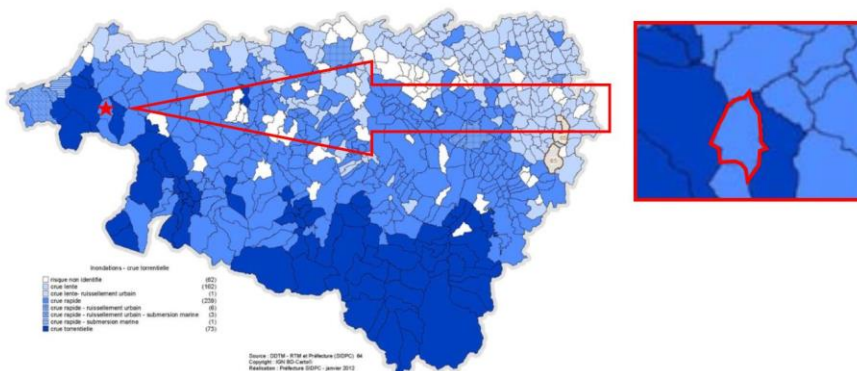 Inondations - crue torrentielle
risque non identifié (62)
crue lente (162)
crue lente- ruissellement urbain (1)
crue rapide (239)
crue rapide - ruissellement urbain (6)
crue rapide - ruissellement urbain - submersion marine (3)
crue rapide - submersion marine (1)
crue torrentielle (73)
Source : DDTM - RTM et Préfecture (SIDPC) 64
Copyright: IGN BD-Carto®
Réalisation : Préfecture SIDPC - janvier 2012